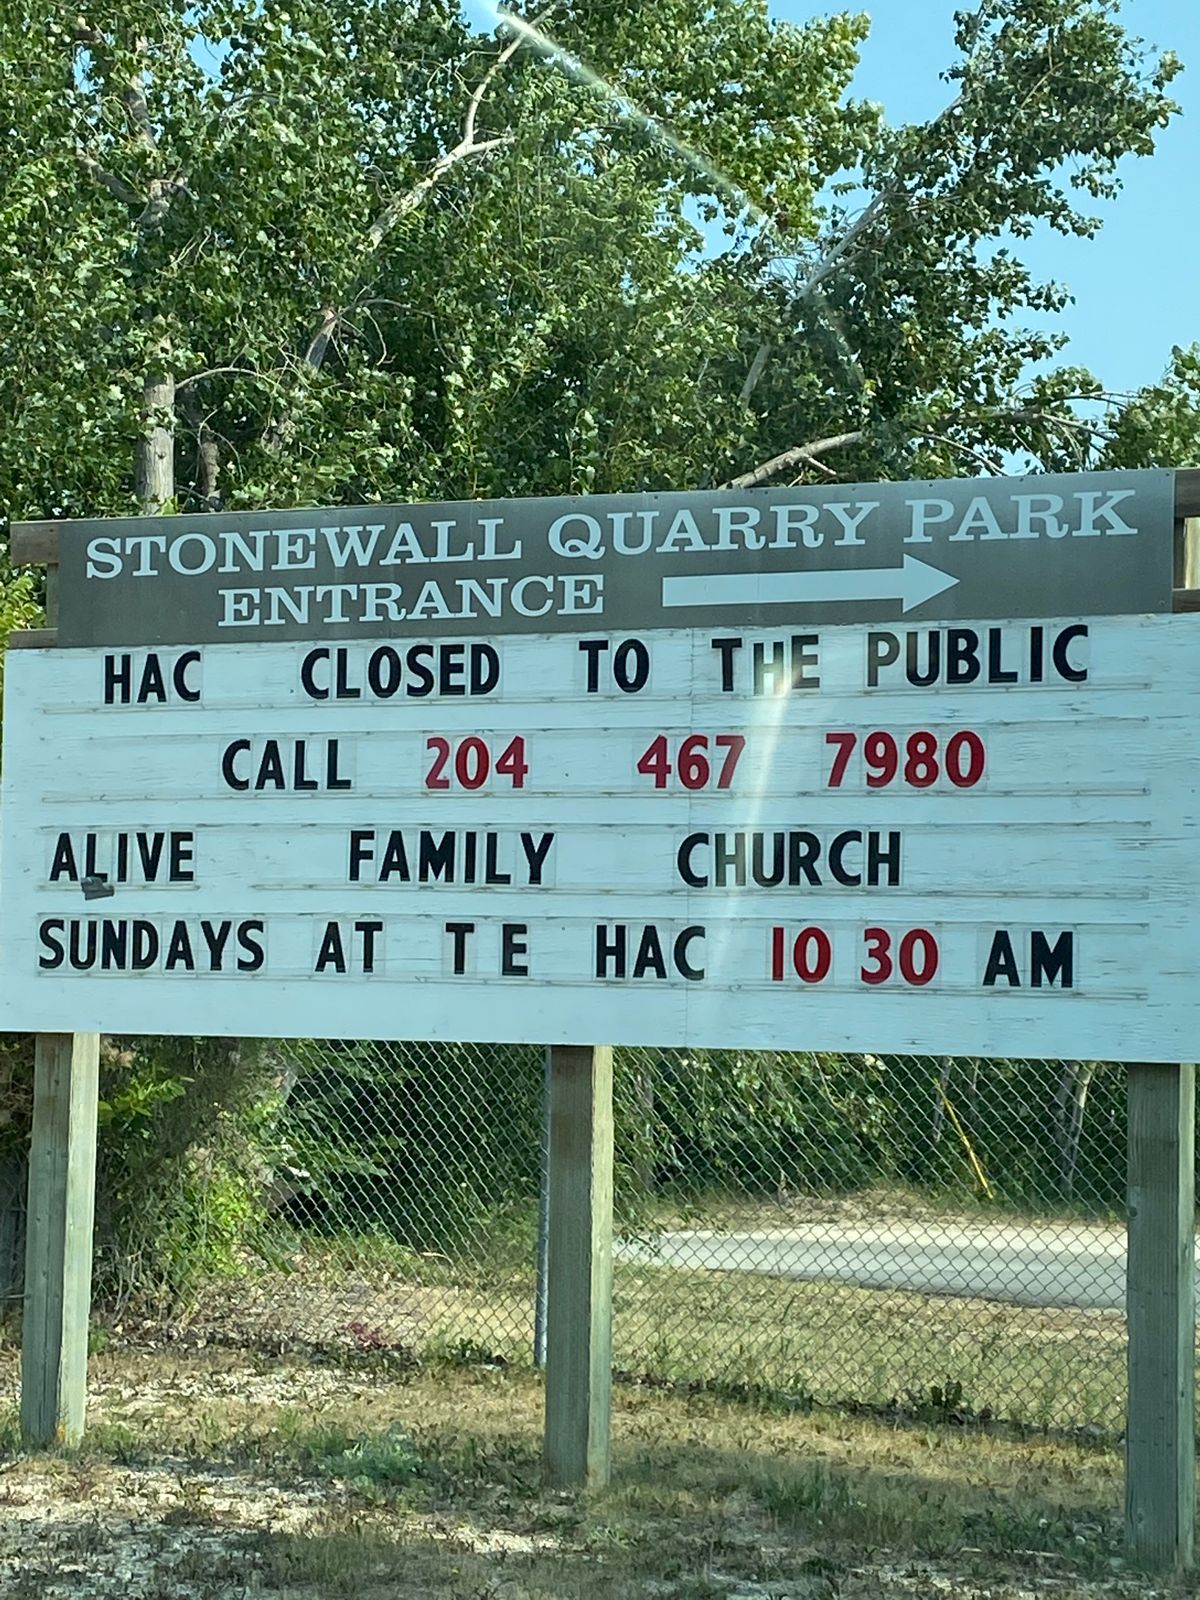 STONEWALL QUARRY PARK
ENTRANCE
HAC CLOSED TO THE PUBLIC
CALL 204 467 7980
ALIVE FAMILY CHURCH
SUNDAYS AT T E HAC 10 30 AM